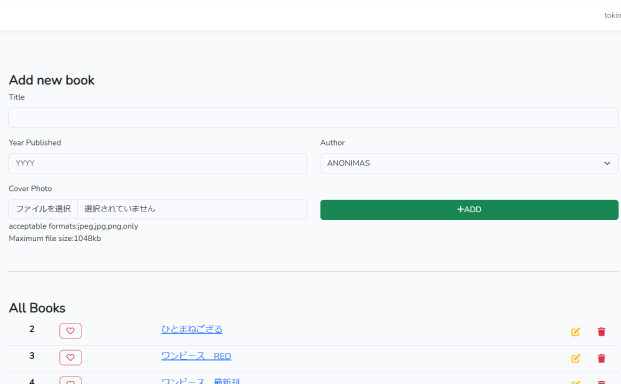 tokin
Add new book
Title
Year Published
Author
YYYY
ANONIMAS
Cover Photo
ファイルを選択 選択されていません
+ADD
acceptable formats:jpeg,jpg,png,only
Maximum file size:1048kb
All Books
2 ひとまねござる
3 ワンピース　RED
4 ワンピース　最新刊